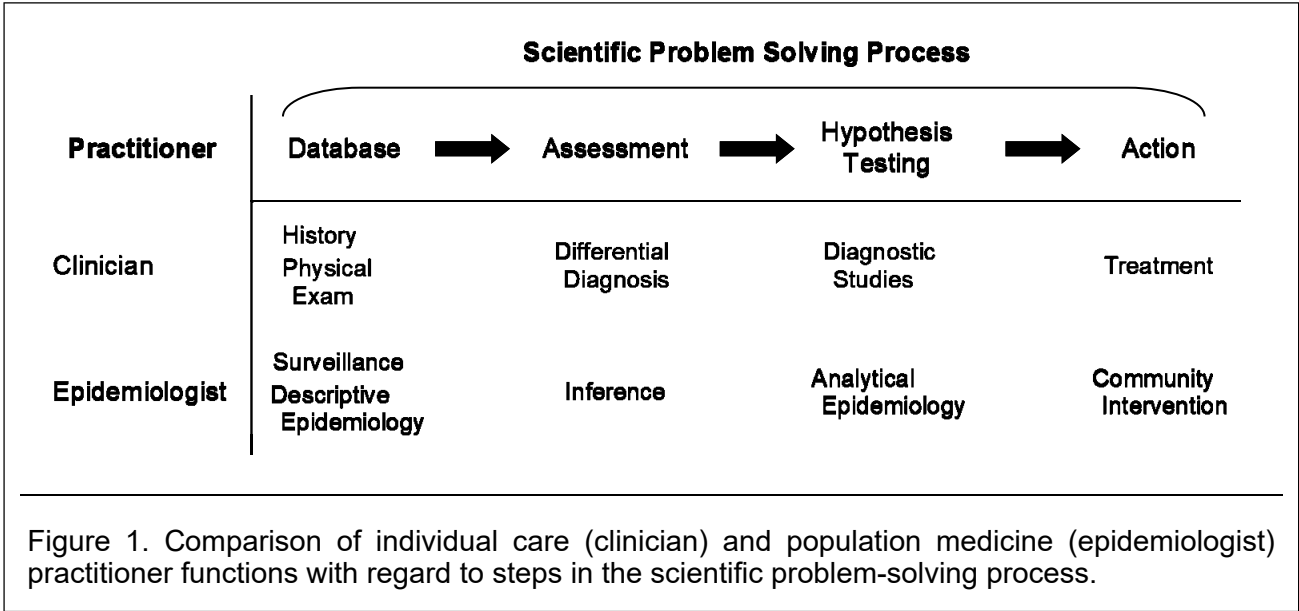 Scientific Problem Solving Process
Practitioner Database Assessment Hypothesis Testing Action
Clinician
History
Physical
Exam
Differential
Diagnosis
Diagnostic
Studies
Treatment
Epidemiologist
Surveillance
Descriptive
Epidemiology
Inference
Analytical
Epidemiology
Community
Intervention
Figure 1. Comparison of individual care (clinician) and population medicine (epidemiologist)
practitioner functions with regard to steps in the scientific problem-solving process.